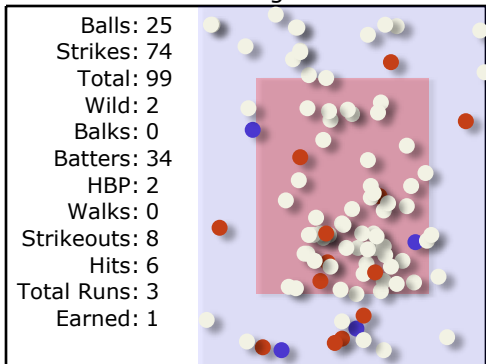 Balls: 25
Strikes: 74
Total: 99
Wild: 2
Balks: 0
Batters: 34
HBP: 2
Walks: 0
Strikeouts: 8
Hits: 6
Total Runs: 3
Earned: 1